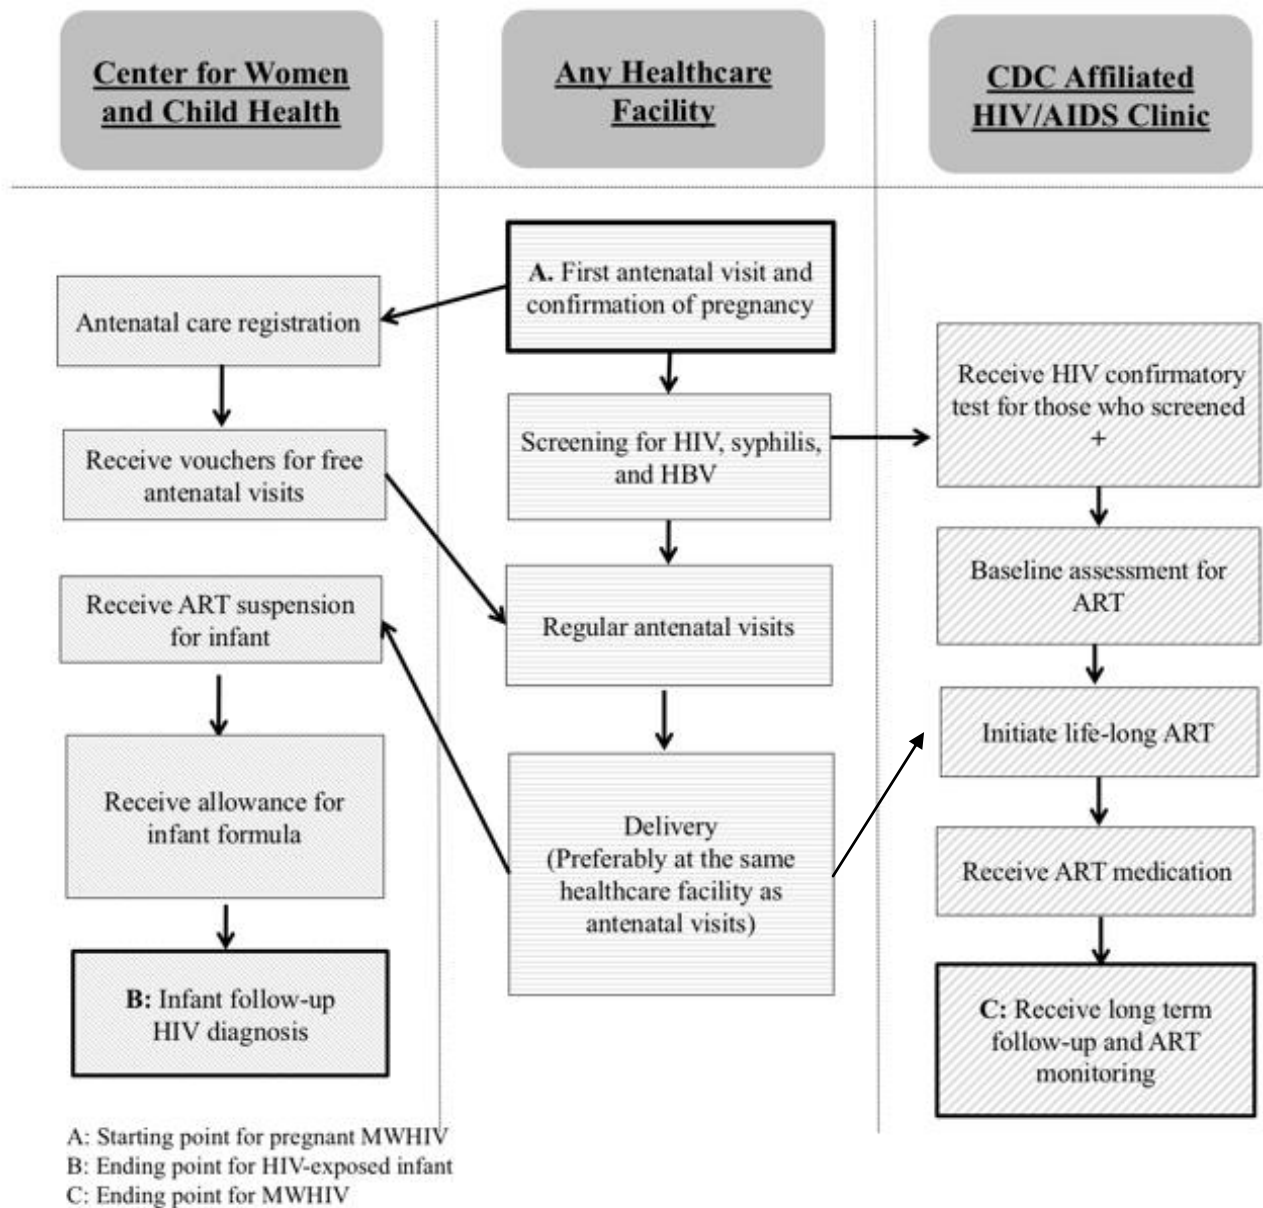 Center for Women
and Child Health
Any Healthcare
Facility
CDC Affiliated
HIV/AIDS Clinic
A. First antenatal visit and
confirmation of pregnancy
Antenatal care registration
Receive HIV confirmatory
test for those who screened
+
Screening for HIV, syphilis,
and HBV
Receive vouchers for free
antenatal visits
Baseline assessment for
ART
Receive ART suspension
for infant
Regular antenatal visits
Initiate life-long ART
Receive allowance for
infant formula
Delivery
(Preferably at the same
healthcare facility as
antenatal visits)
Receive ART medication
B: Infant follow-up
HIV diagnosis
C: Receive long term
follow-up and ART
monitoring
A: Starting point for pregnant MWHIV
B: Ending point for HIV-exposed infant
C: Ending point for MWHIV